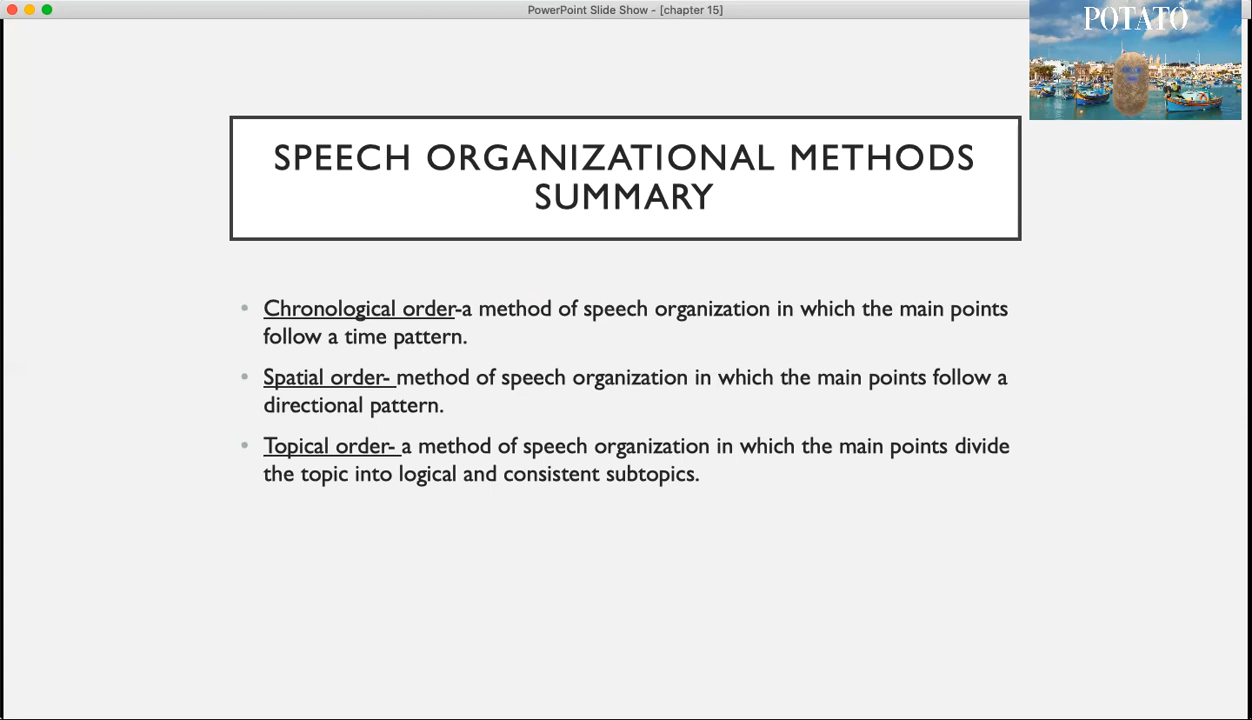 PowerPoint Slide Show - [chapter 15]
POTATO
SPEECH ORGANIZATIONAL METHODS
SUMMARY
• Chronological order-a method of speech organization in which the main points
follow a time pattern.
• Spatial order- method of speech organization in which the main points follow a
directional pattern.
• Topical order- a method of speech organization in which the main points divide
the topic into logical and consistent subtopics.